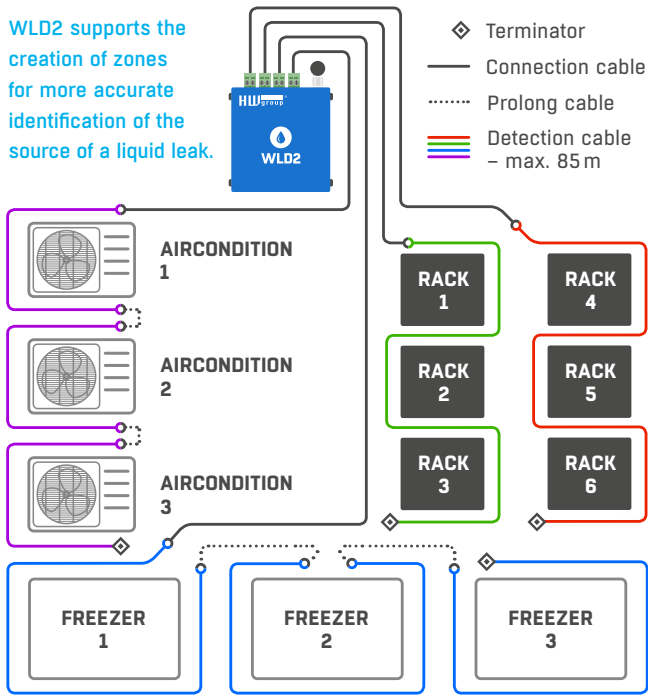 WLD2 supports the
creation of zones
for more accurate
identification of the
source of a liquid leak.
HW
group
WLD2
Terminator
Connection cable
Prolong cable
Detection cable
– max. 85 m
AIRCONDITION
1
AIRCONDITION
2
AIRCONDITION
3
RACK
1
RACK
2
RACK
3
RACK
4
RACK
5
RACK
6
FREEZER
1
FREEZER
2
FREEZER
3